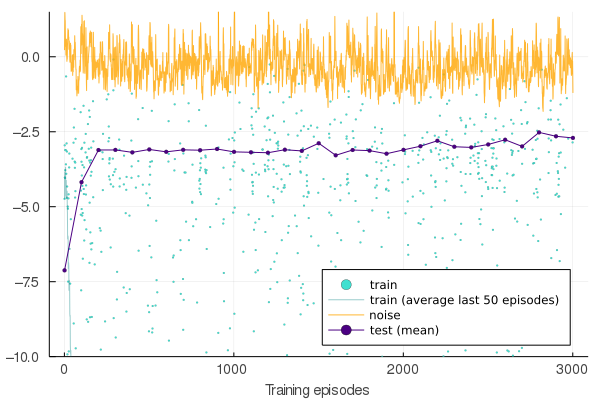 0.0
−2.5
−5.0
−7.5
−10.0
train
train (average last 50 episodes)
noise
test (mean)
0 1000 2000 3000
Training episodes